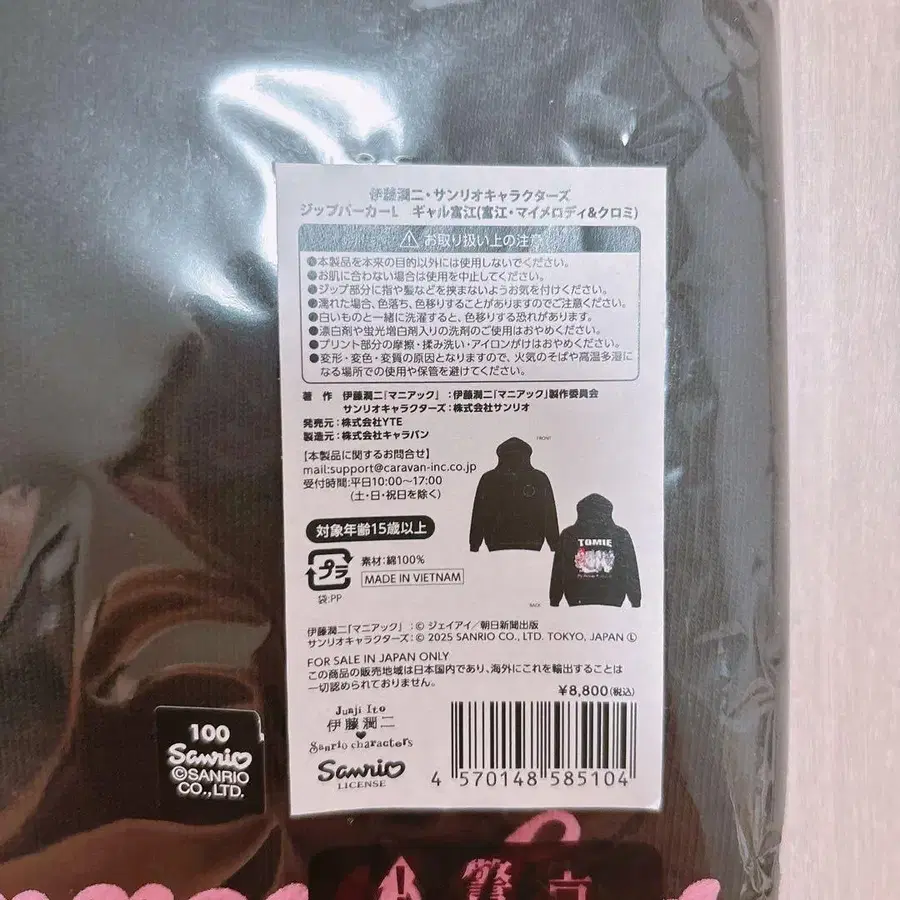 伊藤潤二・サンリオキャラクターズ
ジップパーカーL ギャル富江(富江・マイメロディ&クロミ)
お取り扱い上の注意
●本製品を本来の目的以外には使用しないでください。
●お肌に合わない場合は使用を中止してください。
●ジップ部分に指や髪などを挟まないようお気を付けください。
●濡れた場合、色落ち、色移りすることがありますのでご注意ください。
●白いものと一緒に洗濯すると、色移りする恐れがあります。
●漂白剤や蛍光増白剤入りの洗剤のご使用はおやめください。
●プリント部分の摩擦・揉み洗い・アイロンがけはおやめください。
●変形・変色・変質の原因となりますので、火気のそばや高温多湿に
なる場所での使用や保管を避けてください。
著 作 伊藤潤二「マニアック」:伊藤潤二「マニアック」製作委員会
サンリオキャラクターズ:株式会社サンリオ
発売元:株式会社YTE
製造元:株式会社キャラバン
【本製品に関するお問合せ】
mail:support@caravan-inc.co.jp
受付時間:平日10:00〜17:00
(土・日・祝日を除く)
FRONT
対象年齢15歳以上
プラ
袋:PP
素材:綿100%
MADE IN VIETNAM
TOMIE
BACK
伊藤潤二「マニアック」:© ジェイアイ/朝日新聞出版
サンリオキャラクターズ:© 2025 SANRIO CO., LTD. TOKYO, JAPAN Ⓛ
FOR SALE IN JAPAN ONLY
この商品の販売地域は日本国内であり、海外にこれを輸出することは
一切認められておりません。
¥8,800(税込)
Junji Ito
伊藤潤二
Sanrio characters
Sanrio
LICENSE
4 570148 585104
100
Sanrio
©SANRIO
CO.,LTD.
警告